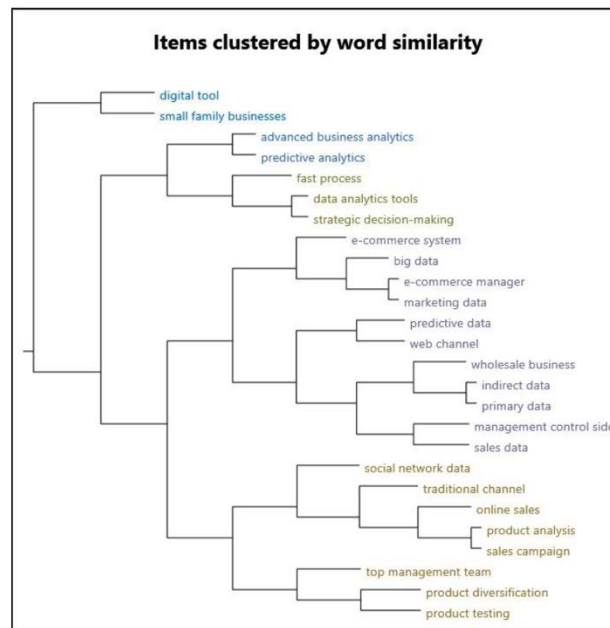 Items clustered by word similarity
digital tool
small family businesses
advanced business analytics
predictive analytics
fast process
data analytics tools
strategic decision-making
e-commerce system
big data
e-commerce manager
marketing data
predictive data
web channel
wholesale business
indirect data
primary data
management control side
sales data
social network data
traditional channel
online sales
product analysis
sales campaign
top management team
product diversification
product testing